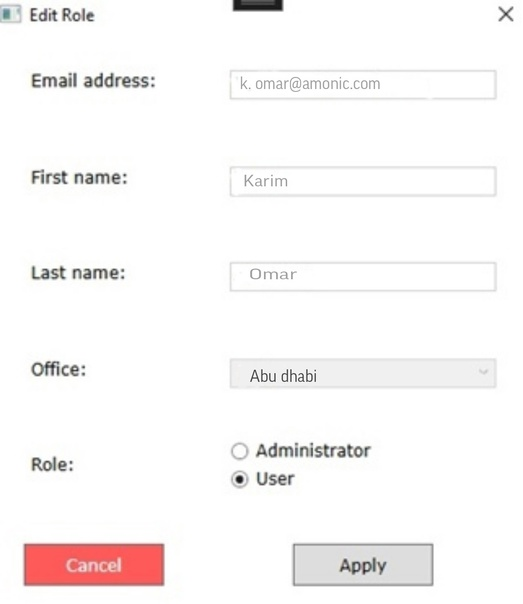 Edit Role
Email address: k. omar@amonic.com
First name: Karim
Last name: Omar
Office: Abu dhabi
Role: Administrator
User
Cancel Apply